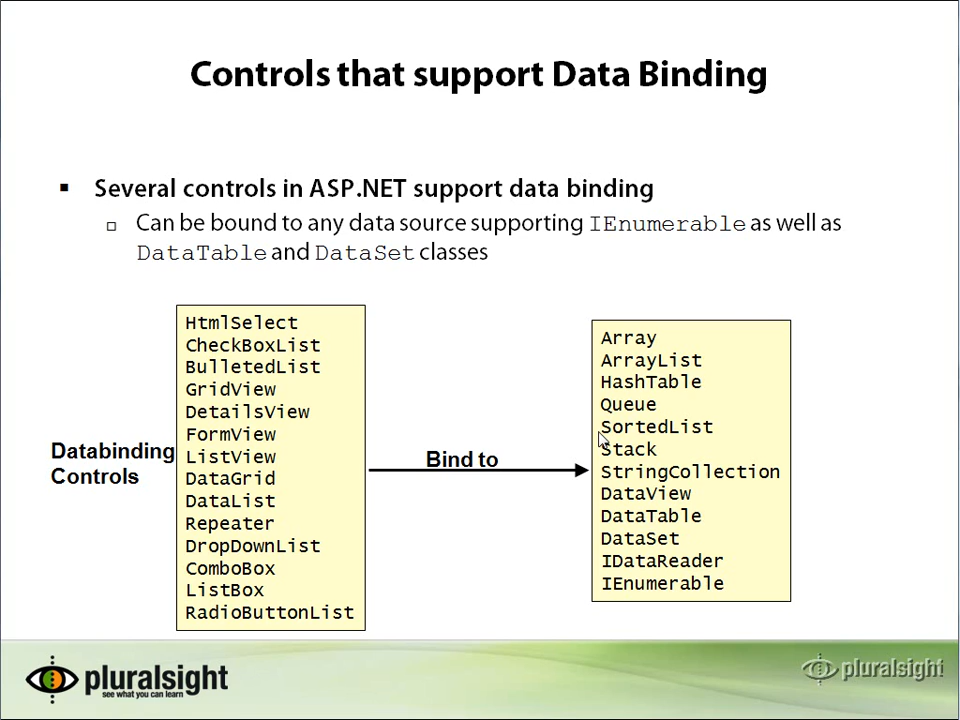 Controls that support Data Binding
Several controls in ASP.NET support data binding
Can be bound to any data source supporting IEnumerable as well as
DataTable and DataSet classes
Databinding
Controls
HtmlSelect
CheckBoxList
BulletedList
GridView
DetailsView
FormView
ListView
DataGrid
DataList
Repeater
DropDownList
ComboBox
ListBox
RadioButtonList
Bind to
Array
ArrayList
HashTable
Queue
SortedList
Stack
StringCollection
DataView
DataTable
DataSet
IDataReader
IEnumerable
pluralsight
see what you can learn
pluralsight